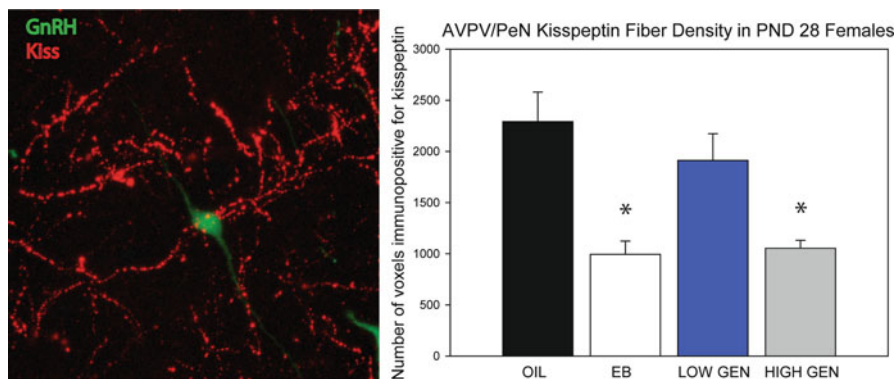 GnRH
Kiss
AVPV/PeN Kisspeptin Fiber Density in PND 28 Females
Number of voxels immunopositive for kisspeptin
3000
2500
2000
1500
1000
500
0
*
*
OIL
EB
LOW GEN
HIGH GEN